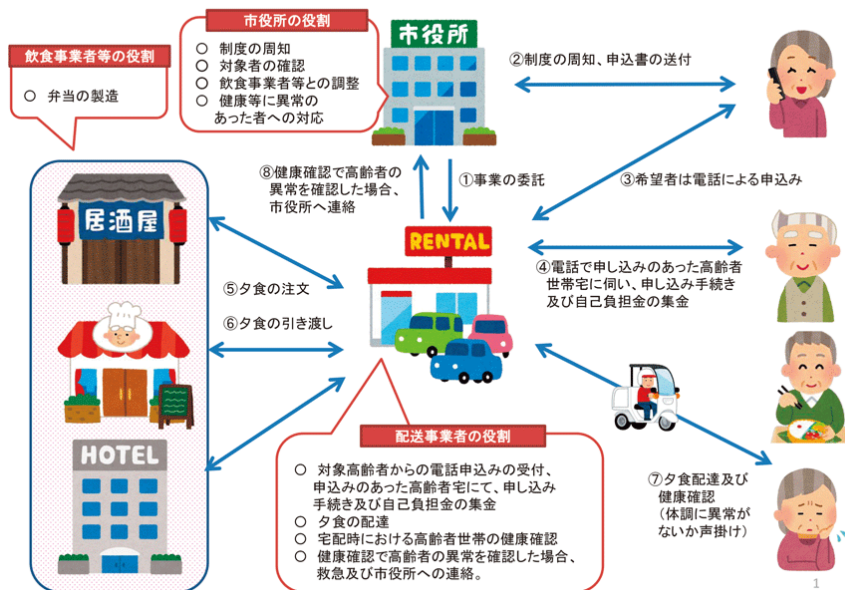 市役所の役割
○ 制度の周知
○ 対象者の確認
○ 飲食事業者等との調整
○ 健康等に異常の
あった者への対応
飲食事業者等の役割
○ 弁当の製造
市役所
②制度の周知、申込書の送付
⑧健康確認で高齢者の
異常を確認した場合、
市役所へ連絡
①事業の委託
③希望者は電話による申込み
居酒屋
RENTAL
④電話で申し込みのあった高齢者
世帯宅に伺い、申し込み手続き
及び自己負担金の集金
⑤夕食の注文
⑥夕食の引き渡し
HOTEL
配送事業者の役割
○ 対象高齢者からの電話申込みの受付、
申込みのあった高齢者宅にて、申し込み
手続き及び自己負担金の集金
○ 夕食の配達
○ 宅配時における高齢者世帯の健康確認
○ 健康確認で高齢者の異常を確認した場合、
救急及び市役所への連絡。
⑦夕食配達及び
健康確認
（体調に異常が
ないか声掛け）
1